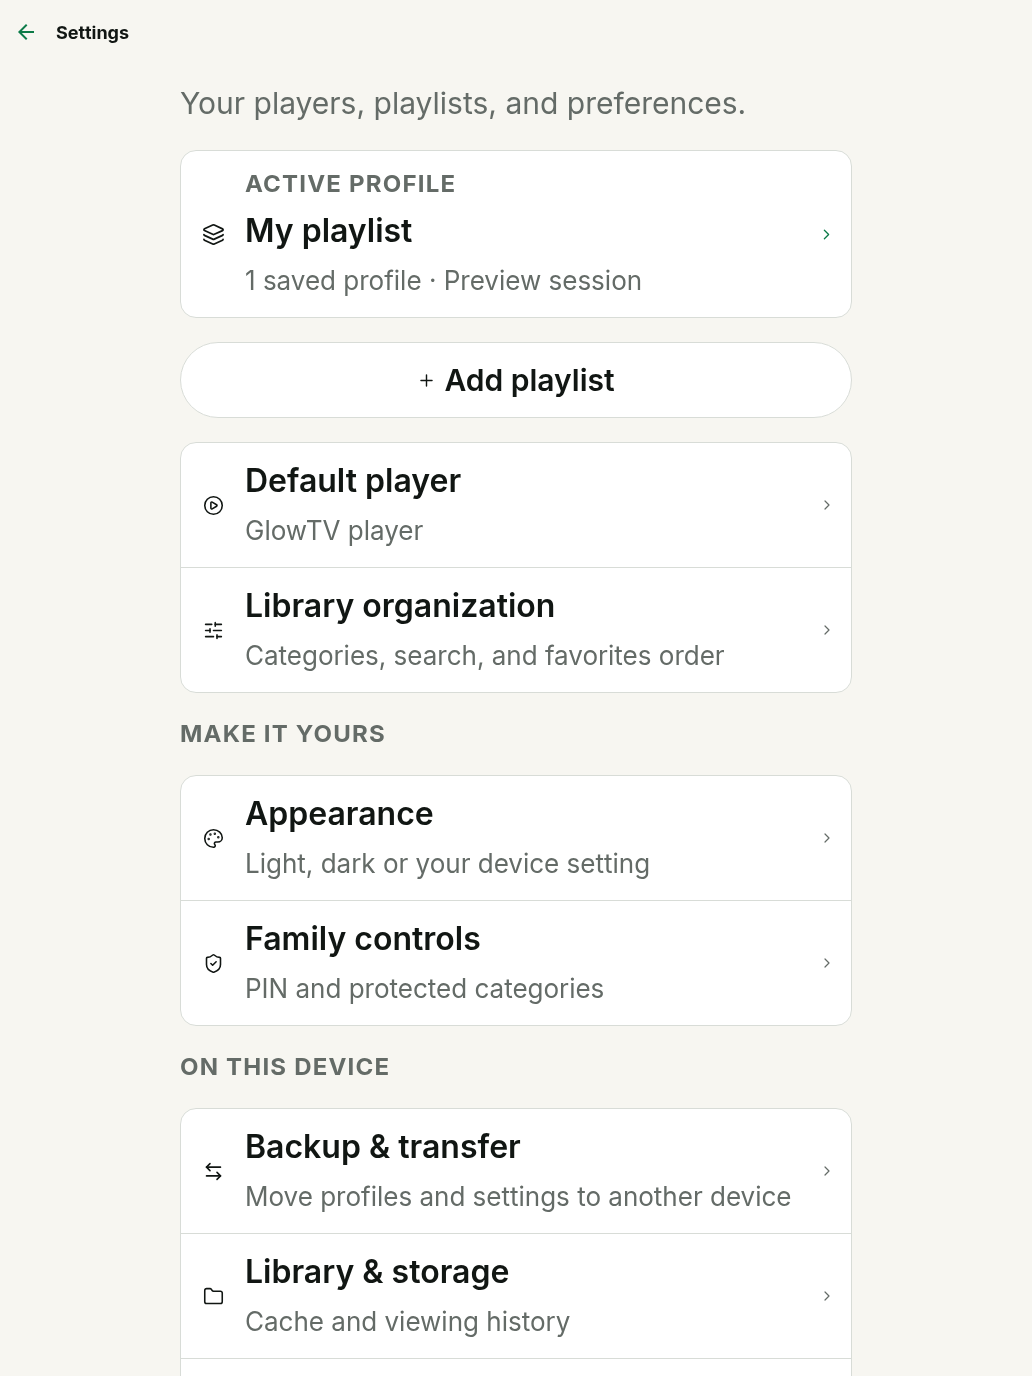 Settings
Your players, playlists, and preferences.
ACTIVE PROFILE
My playlist
1 saved profile · Preview session
+ Add playlist
Default player
GlowTV player
Library organization
Categories, search, and favorites order
MAKE IT YOURS
Appearance
Light, dark or your device setting
Family controls
PIN and protected categories
ON THIS DEVICE
Backup & transfer
Move profiles and settings to another device
Library & storage
Cache and viewing history